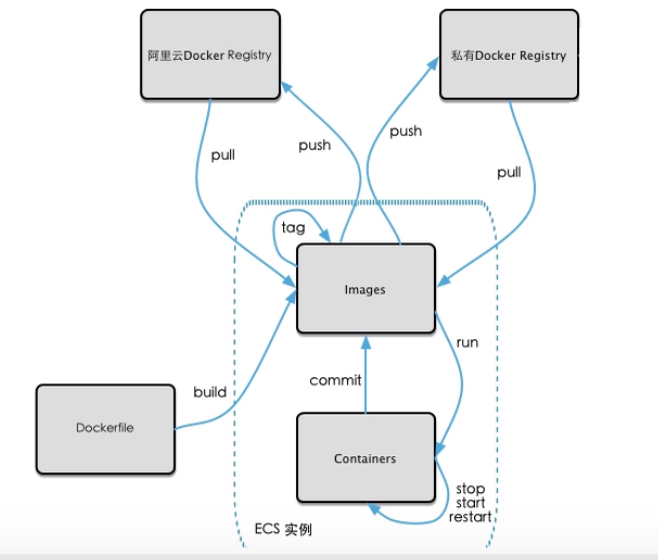 阿里云Docker Registry
私有Docker Registry
push
push
pull
pull
tag
Images
run
build
commit
Dockerfile
Containers
stop
start
restart
ECS 实例